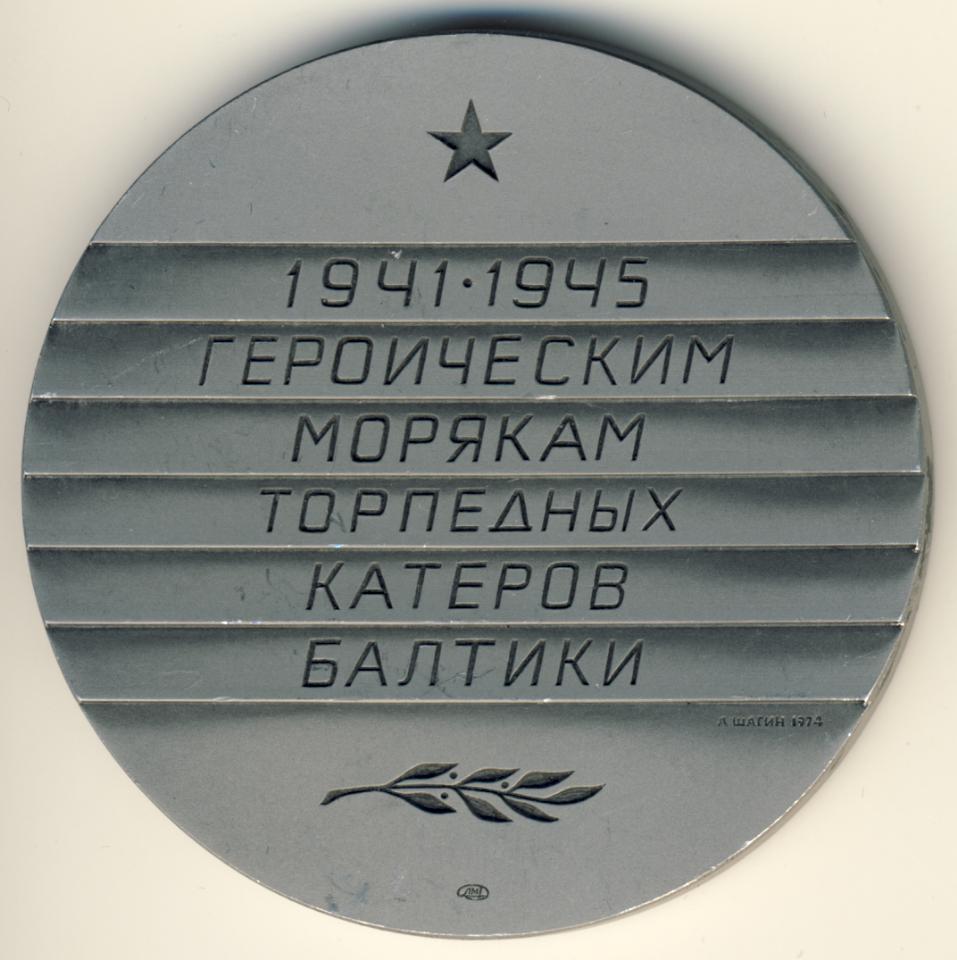 1941·1945
ГЕРОИЧЕСКИМ
МОРЯКАМ
ТОРПЕДНЫХ
КАТЕРОВ
БАЛТИКИ
Л ШАГИН 1974
ЛМД